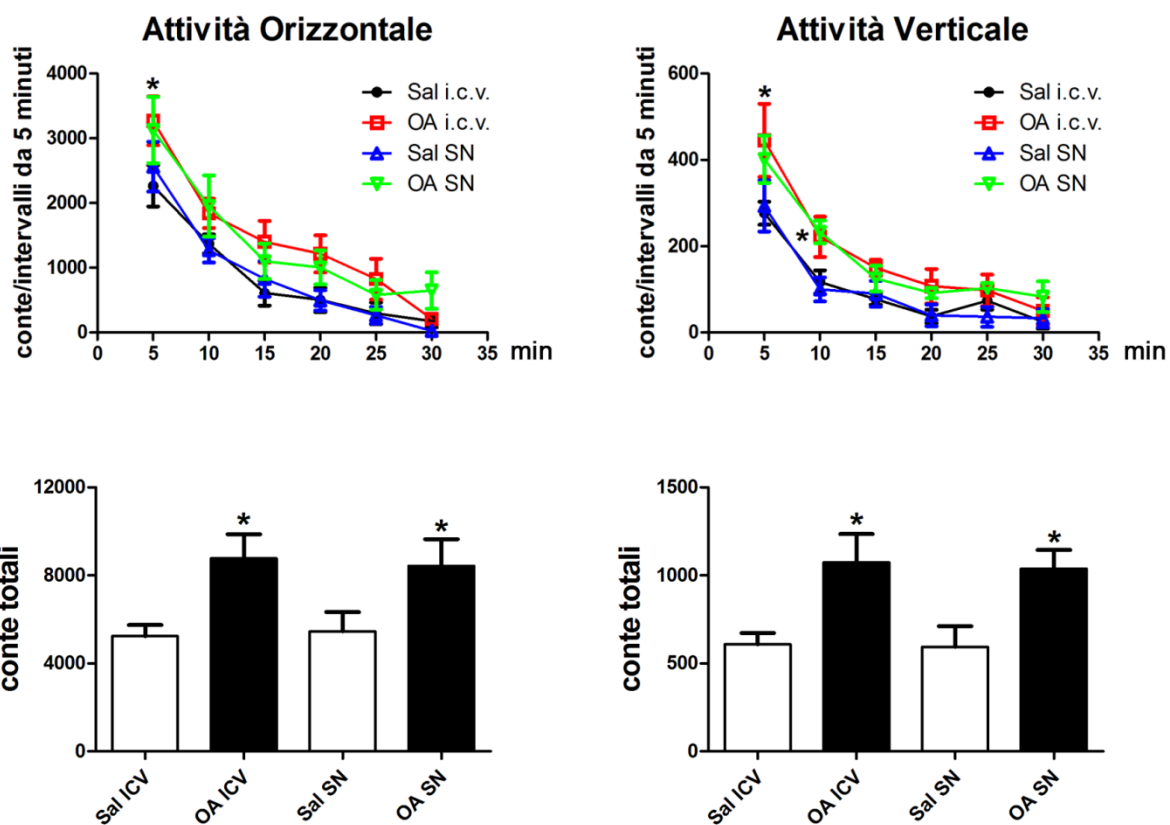 Attività Orizzontale
conte/intervalli da 5 minuti
4000
3000
2000
1000
0
*
Sal i.c.v.
OA i.c.v.
Sal SN
OA SN
0 5 10 15 20 25 30 35 min
Attività Verticale
conte/intervalli da 5 minuti
600
400
200
0
*
*
Sal i.c.v.
OA i.c.v.
Sal SN
OA SN
0 5 10 15 20 25 30 35 min
conte totali
12000
8000
4000
0
* *
Sal ICV OA ICV Sal SN OA SN
conte totali
1500
1000
500
0
* *
Sal ICV OA ICV Sal SN OA SN